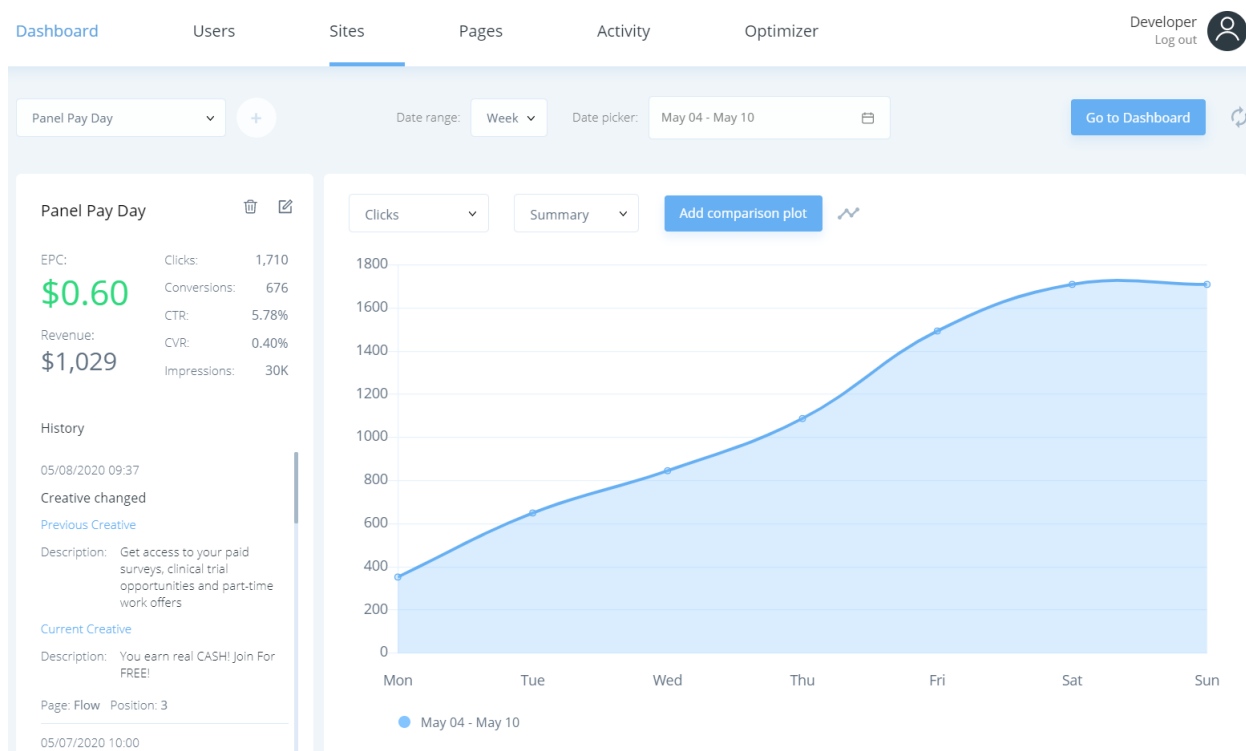 Dashboard Users Sites Pages Activity Optimizer
Developer
Log out
Panel Pay Day
+
Date range: Week
Date picker: May 04 - May 10
Go to Dashboard
Panel Pay Day
EPC:
$0.60
Revenue:
$1,029
Clicks: 1,710
Conversions: 676
CTR: 5.78%
CVR: 0.40%
Impressions: 30K
History
05/08/2020 09:37
Creative changed
Previous Creative
Description: Get access to your paid
surveys, clinical trial
opportunities and part-time
work offers
Current Creative
Description: You earn real CASH! Join For
FREE!
Page: Flow Position: 3
05/07/2020 10:00
Clicks
Summary
Add comparison plot
1800
1600
1400
1200
1000
800
600
400
200
0
Mon Tue Wed Thu Fri Sat Sun
May 04 - May 10